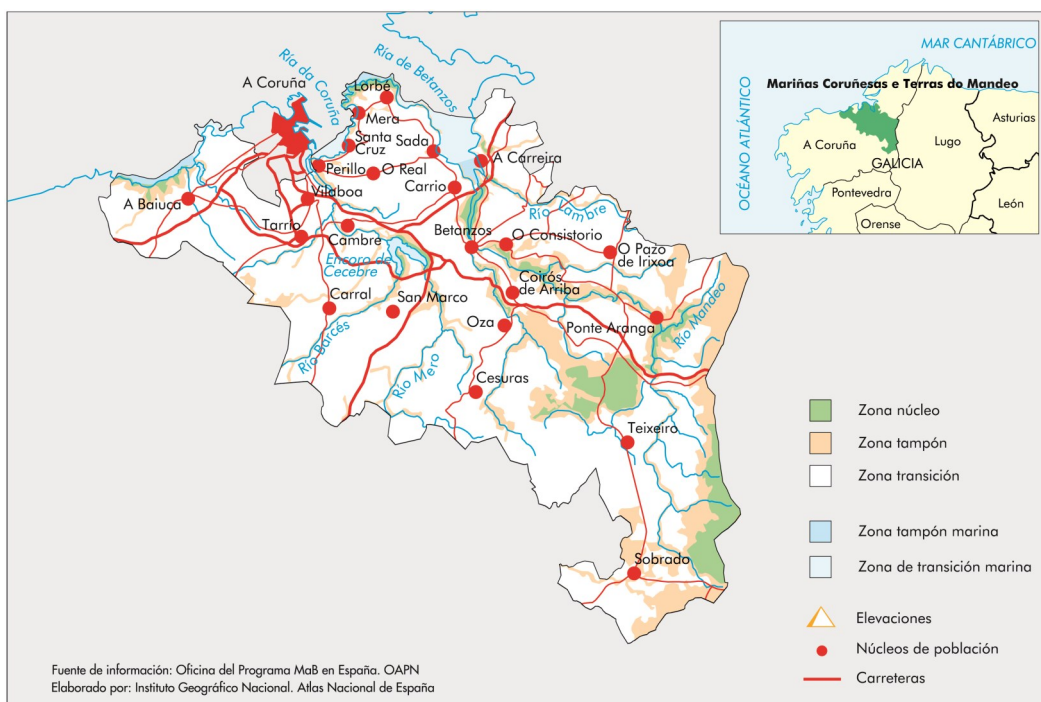 A Coruña
Ría da Coruña
Ría de Betanzos
Lorbé
Mera
Santa
Cruz
Sada
A Carreira
Perillo
O Real
Carrio
A Baiuca
Vilaboa
Río Lambre
Tarrio
Cambre
Betanzos
O Consistorio
O Pazo
de Irixoa
Encoro de
Cecebre
Coirós
de Arriba
Carral
San Marco
Oza
Ponte Aranga
Río Mandeo
Río Barcés
Río Mero
Cesuras
Teixeiro
Sobrado
MAR CANTÁBRICO
OCÉANO ATLÁNTICO
Mariñas Coruñesas e Terras do Mandeo
A Coruña
Lugo
Asturias
GALICIA
Pontevedra
León
Orense
Zona núcleo
Zona tampón
Zona transición
Zona tampón marina
Zona de transición marina
Elevaciones
Núcleos de población
Carreteras
Fuente de información: Oficina del Programa MaB en España. OAPN
Elaborado por: Instituto Geográfico Nacional. Atlas Nacional de España